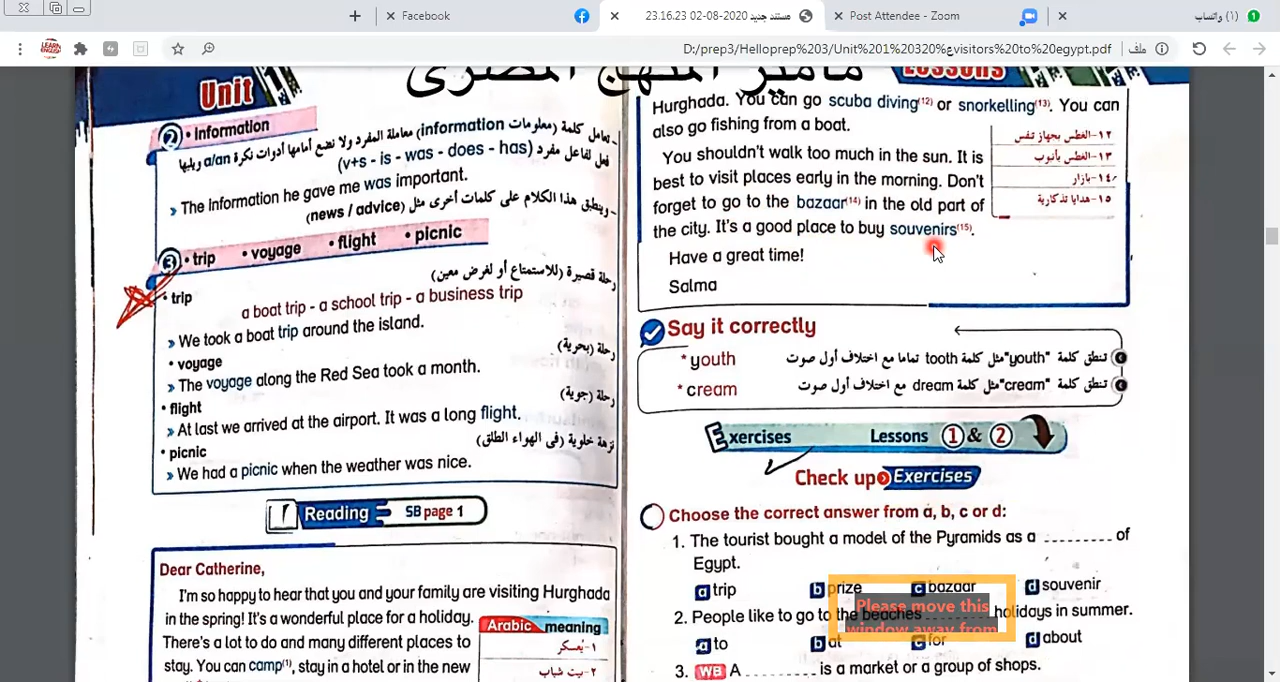 Facebook
مستند جديد 2020-08-02 23.16.23
Post Attendee - Zoom
(١) واتساب
D:/prep3/Helloprep%203/Unit%201%20320%عvisitors%20to%20egypt.pdf
ملف
ماميز المنهج المصرى
Unit
② • Information
- تعامل كلمة (معلومات information) معاملة المفرد ولا نضع أمامها أدوات نكرة a/an ويليها
فعل لفاعل مفرد (v+s - is - was - does - has)
» The information he gave me was important.
- وينطبق هذا الكلام على كلمات أخرى مثل (news / advice)
③ • trip • voyage • flight • picnic
• trip
رحلة قصيرة (للاستمتاع أو لغرض معين)
a boat trip - a school trip - a business trip
» We took a boat trip around the island.
• voyage
رحلة (بحرية)
» The voyage along the Red Sea took a month.
• flight
رحلة (جوية)
» At last we arrived at the airport. It was a long flight.
• picnic
نزهة خلوية (فى الهواء الطلق)
» We had a picnic when the weather was nice.
Reading SB page 1
Dear Catherine,
I'm so happy to hear that you and your family are visiting Hurghada
in the spring! It's a wonderful place for a holiday.
There's a lot to do and many different places to
stay. You can camp(١), stay in a hotel or in the new
Arabic meaning
١- يعسكر
٢- بيت شباب
Lessons
Hurghada. You can go scuba diving(12) or snorkelling(13). You can
also go fishing from a boat.
You shouldn't walk too much in the sun. It is
best to visit places early in the morning. Don't
forget to go to the bazaar(14) in the old part of
the city. It's a good place to buy souvenirs(15).
Have a great time!
Salma
١٢- الغطس بجهاز تنفس
١٣- الغطس بأنبوب
١٤- بازار
١٥- هدايا تذكارية
Say it correctly
* youth
تنطق كلمة "youth" مثل كلمة tooth تماما مع اختلاف أول صوت
* cream
تنطق كلمة "cream" مثل كلمة dream مع اختلاف أول صوت
Exercises Lessons ① & ②
Check up Exercises
Choose the correct answer from a, b, c or d:
1. The tourist bought a model of the Pyramids as a ......... of
Egypt.
a trip b prize c bazaar d souvenir
2. People like to go to the beaches ......... holidays in summer.
a to b at c for d about
3. WB A ......... is a market or a group of shops.
Please move this
window away from